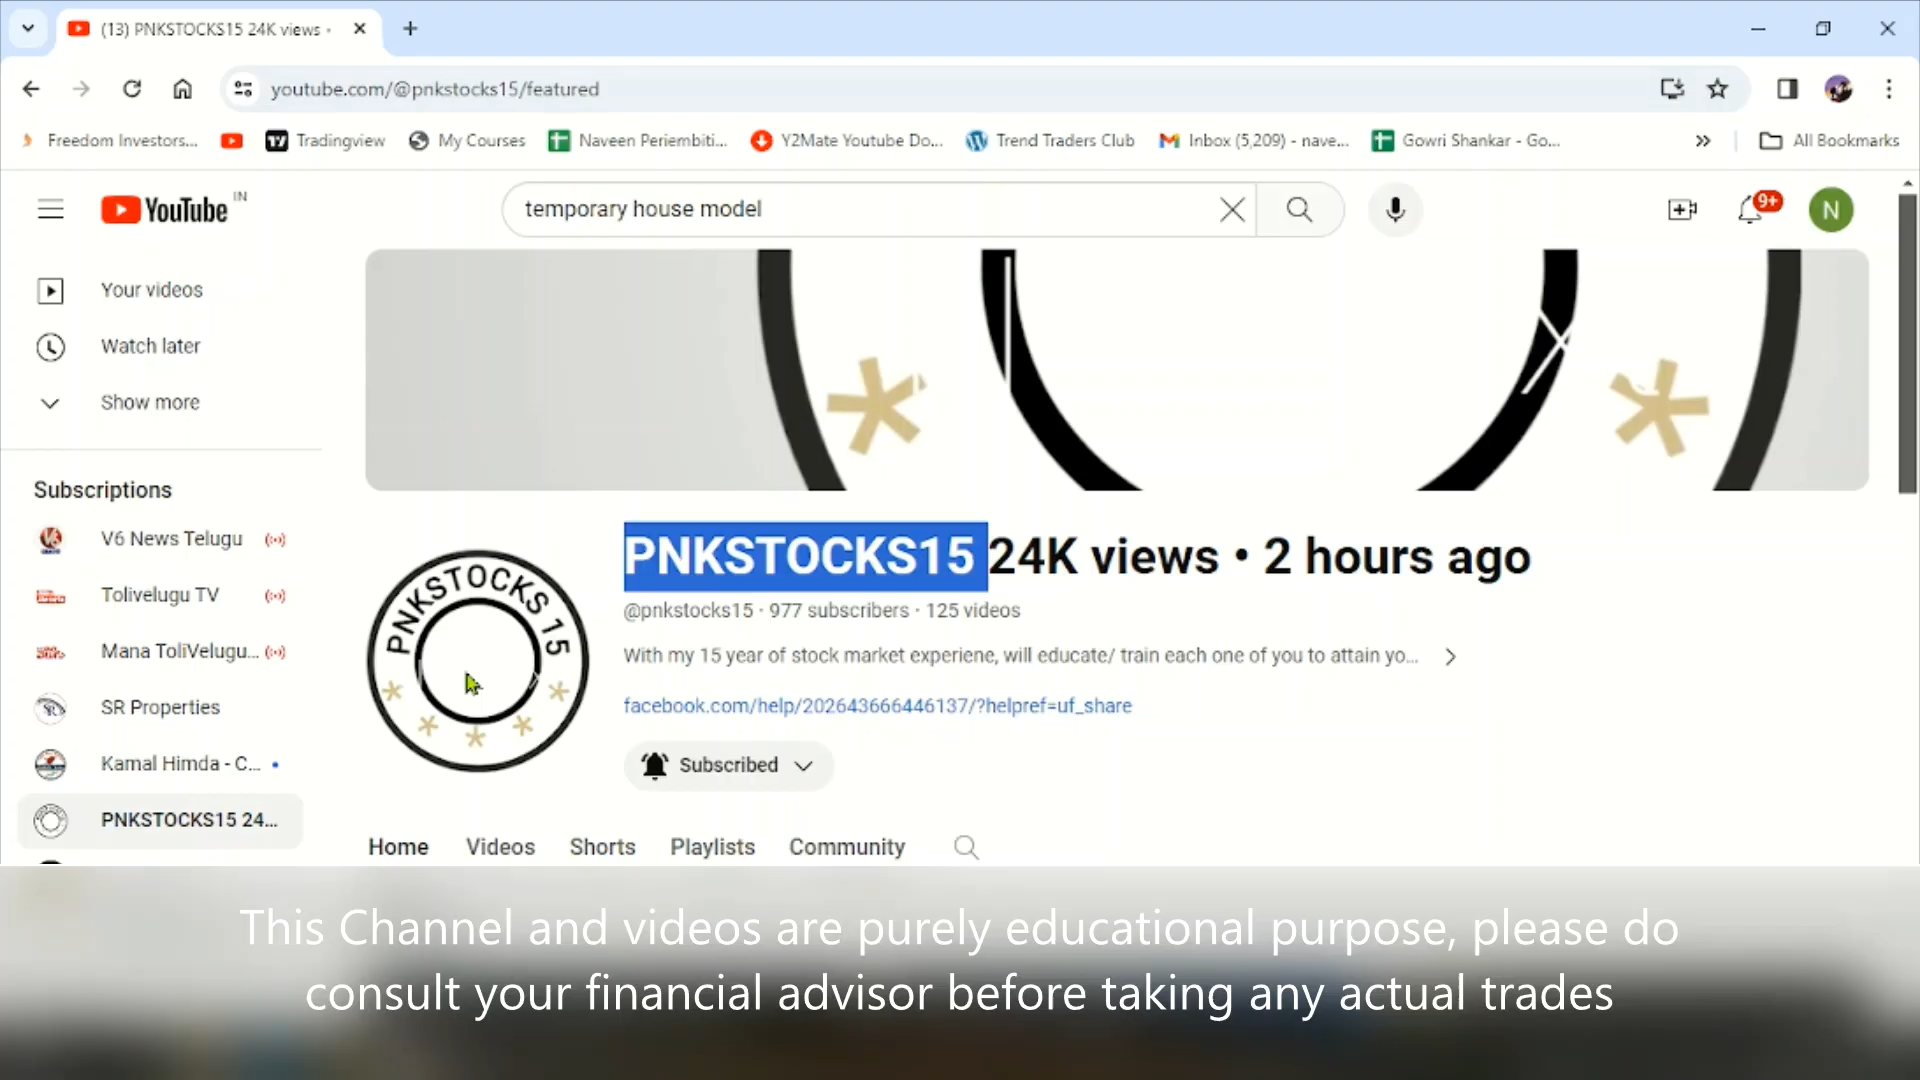 (13) PNKSTOCKS15 24K views •
youtube.com/@pnkstocks15/featured
Freedom Investors...
Tradingview
My Courses
Naveen Periembiti...
Y2Mate Youtube Do...
Trend Traders Club
Inbox (5,209) - nave...
Gowri Shankar - Go...
All Bookmarks
YouTube IN
temporary house model
9+
N
Your videos
Watch later
Show more
Subscriptions
V6 News Telugu
Tolivelugu TV
Mana ToliVelugu...
SR Properties
Kamal Himda - C...
PNKSTOCKS15 24...
PNKSTOCKS 15
PNKSTOCKS15 24K views • 2 hours ago
@pnkstocks15 · 977 subscribers · 125 videos
With my 15 year of stock market experiene, will educate/ train each one of you to attain yo...
facebook.com/help/202643666446137/?helpref=uf_share
Subscribed
Home Videos Shorts Playlists Community
This Channel and videos are purely educational purpose, please do
consult your financial advisor before taking any actual trades